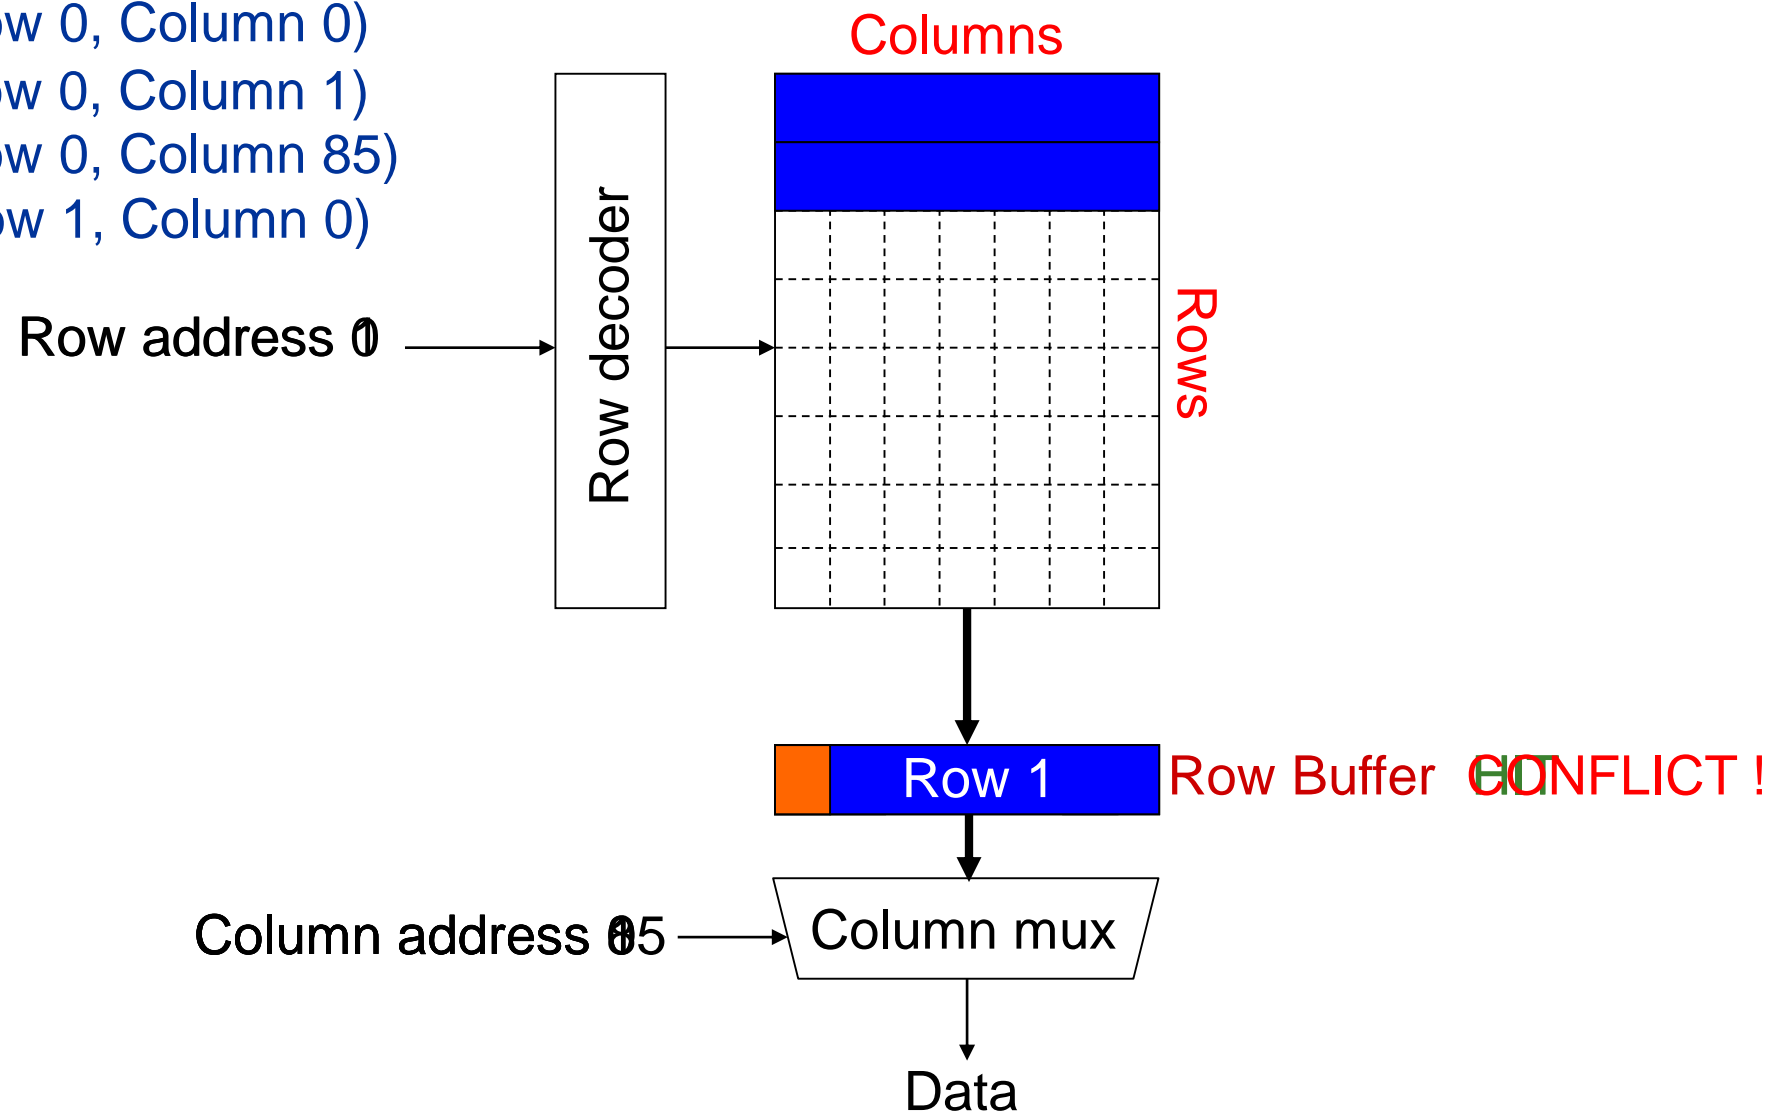 w 0, Column 0)
Columns
w 0, Column 1)
w 0, Column 85)
w 1, Column 0)
Row decoder
Rows
Row address
Row 1
Row Buffer CONFLICT !
Column address
Column mux
Data